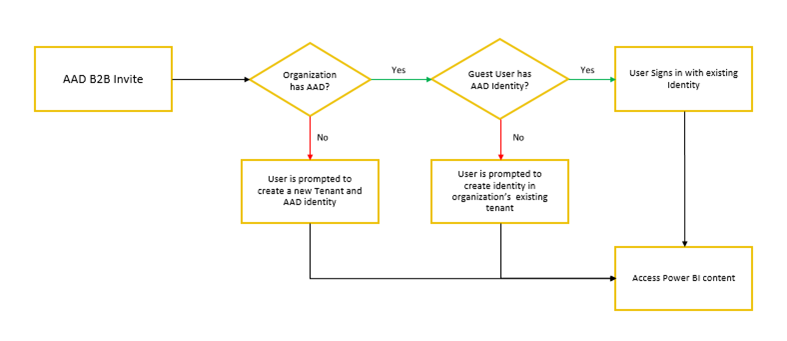 AAD B2B Invite
Organization
has AAD?
Yes
Guest User has
AAD Identity?
Yes
User Signs in with existing
Identity
No
No
User is prompted to
create a new Tenant and
AAD identity
User is prompted to
create identity in
organization's existing
tenant
Access Power BI content